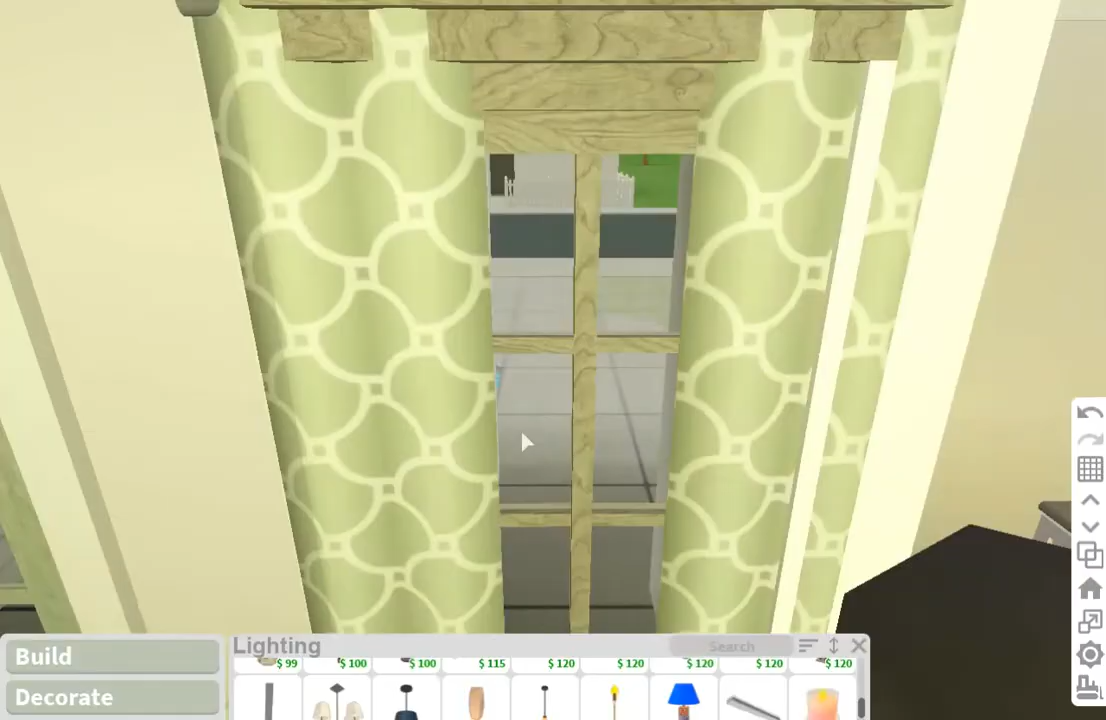 Build
Decorate
Lighting
Search
$ 99
$ 100
$ 100
$ 115
$ 120
$ 120
$ 120
$ 120
$ 120